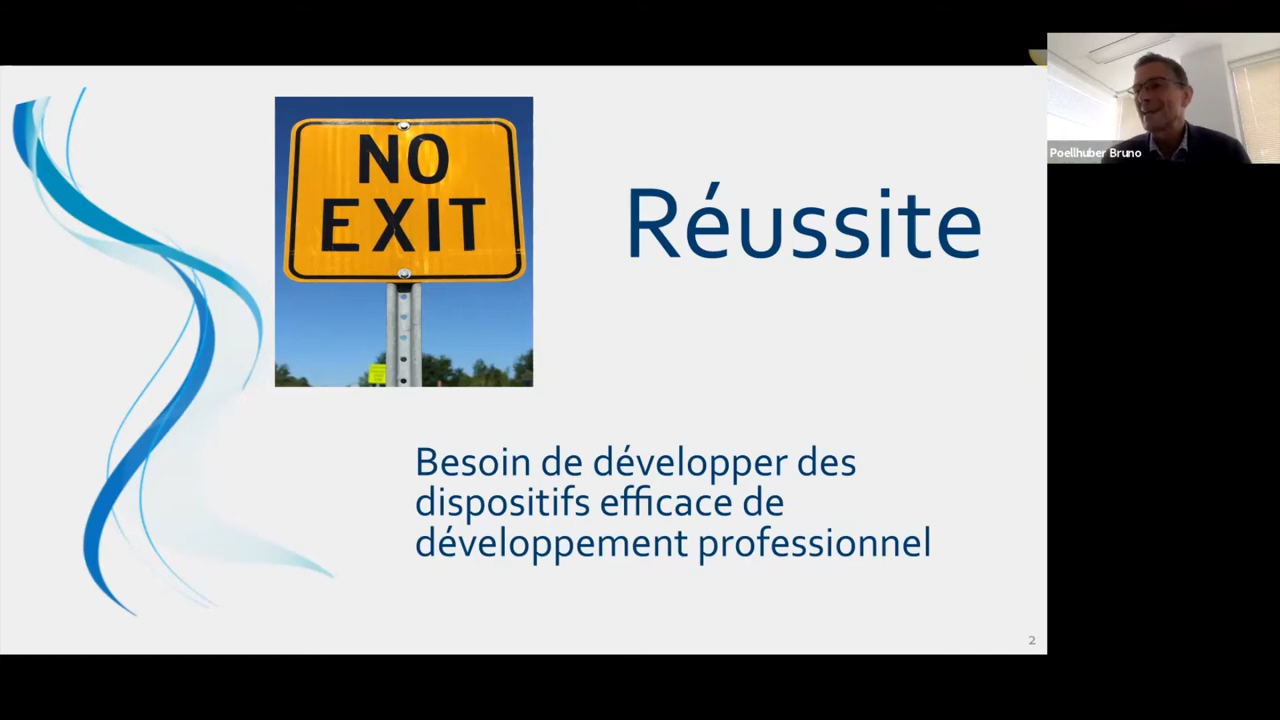 NO
EXIT
Réussite
Poellhuber Bruno
Besoin de développer des
dispositifs efficace de
développement professionnel
2